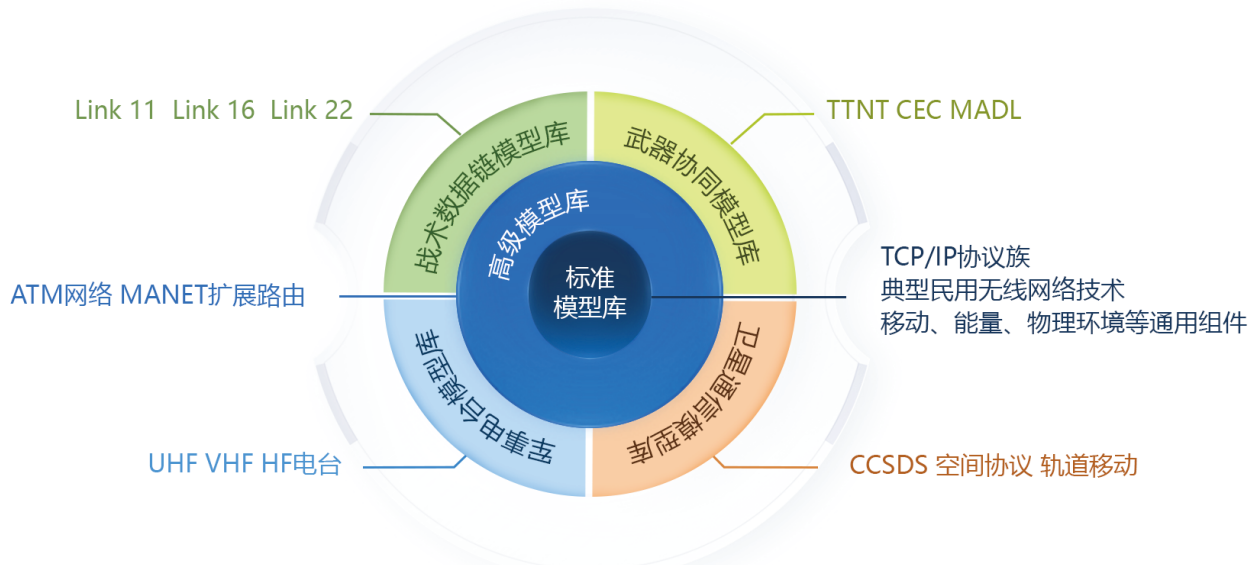 Link 11 Link 16 Link 22
TTNT CEC MADL
战术数据链模型库
武器协同模型库
高级模型库
标准
模型库
TCP/IP协议族
典型民用无线网络技术
移动、能量、物理环境等通用组件
ATM网络 MANET扩展路由
军事电台模型库
卫星通信模型库
UHF VHF HF电台
CCSDS 空间协议 轨道移动